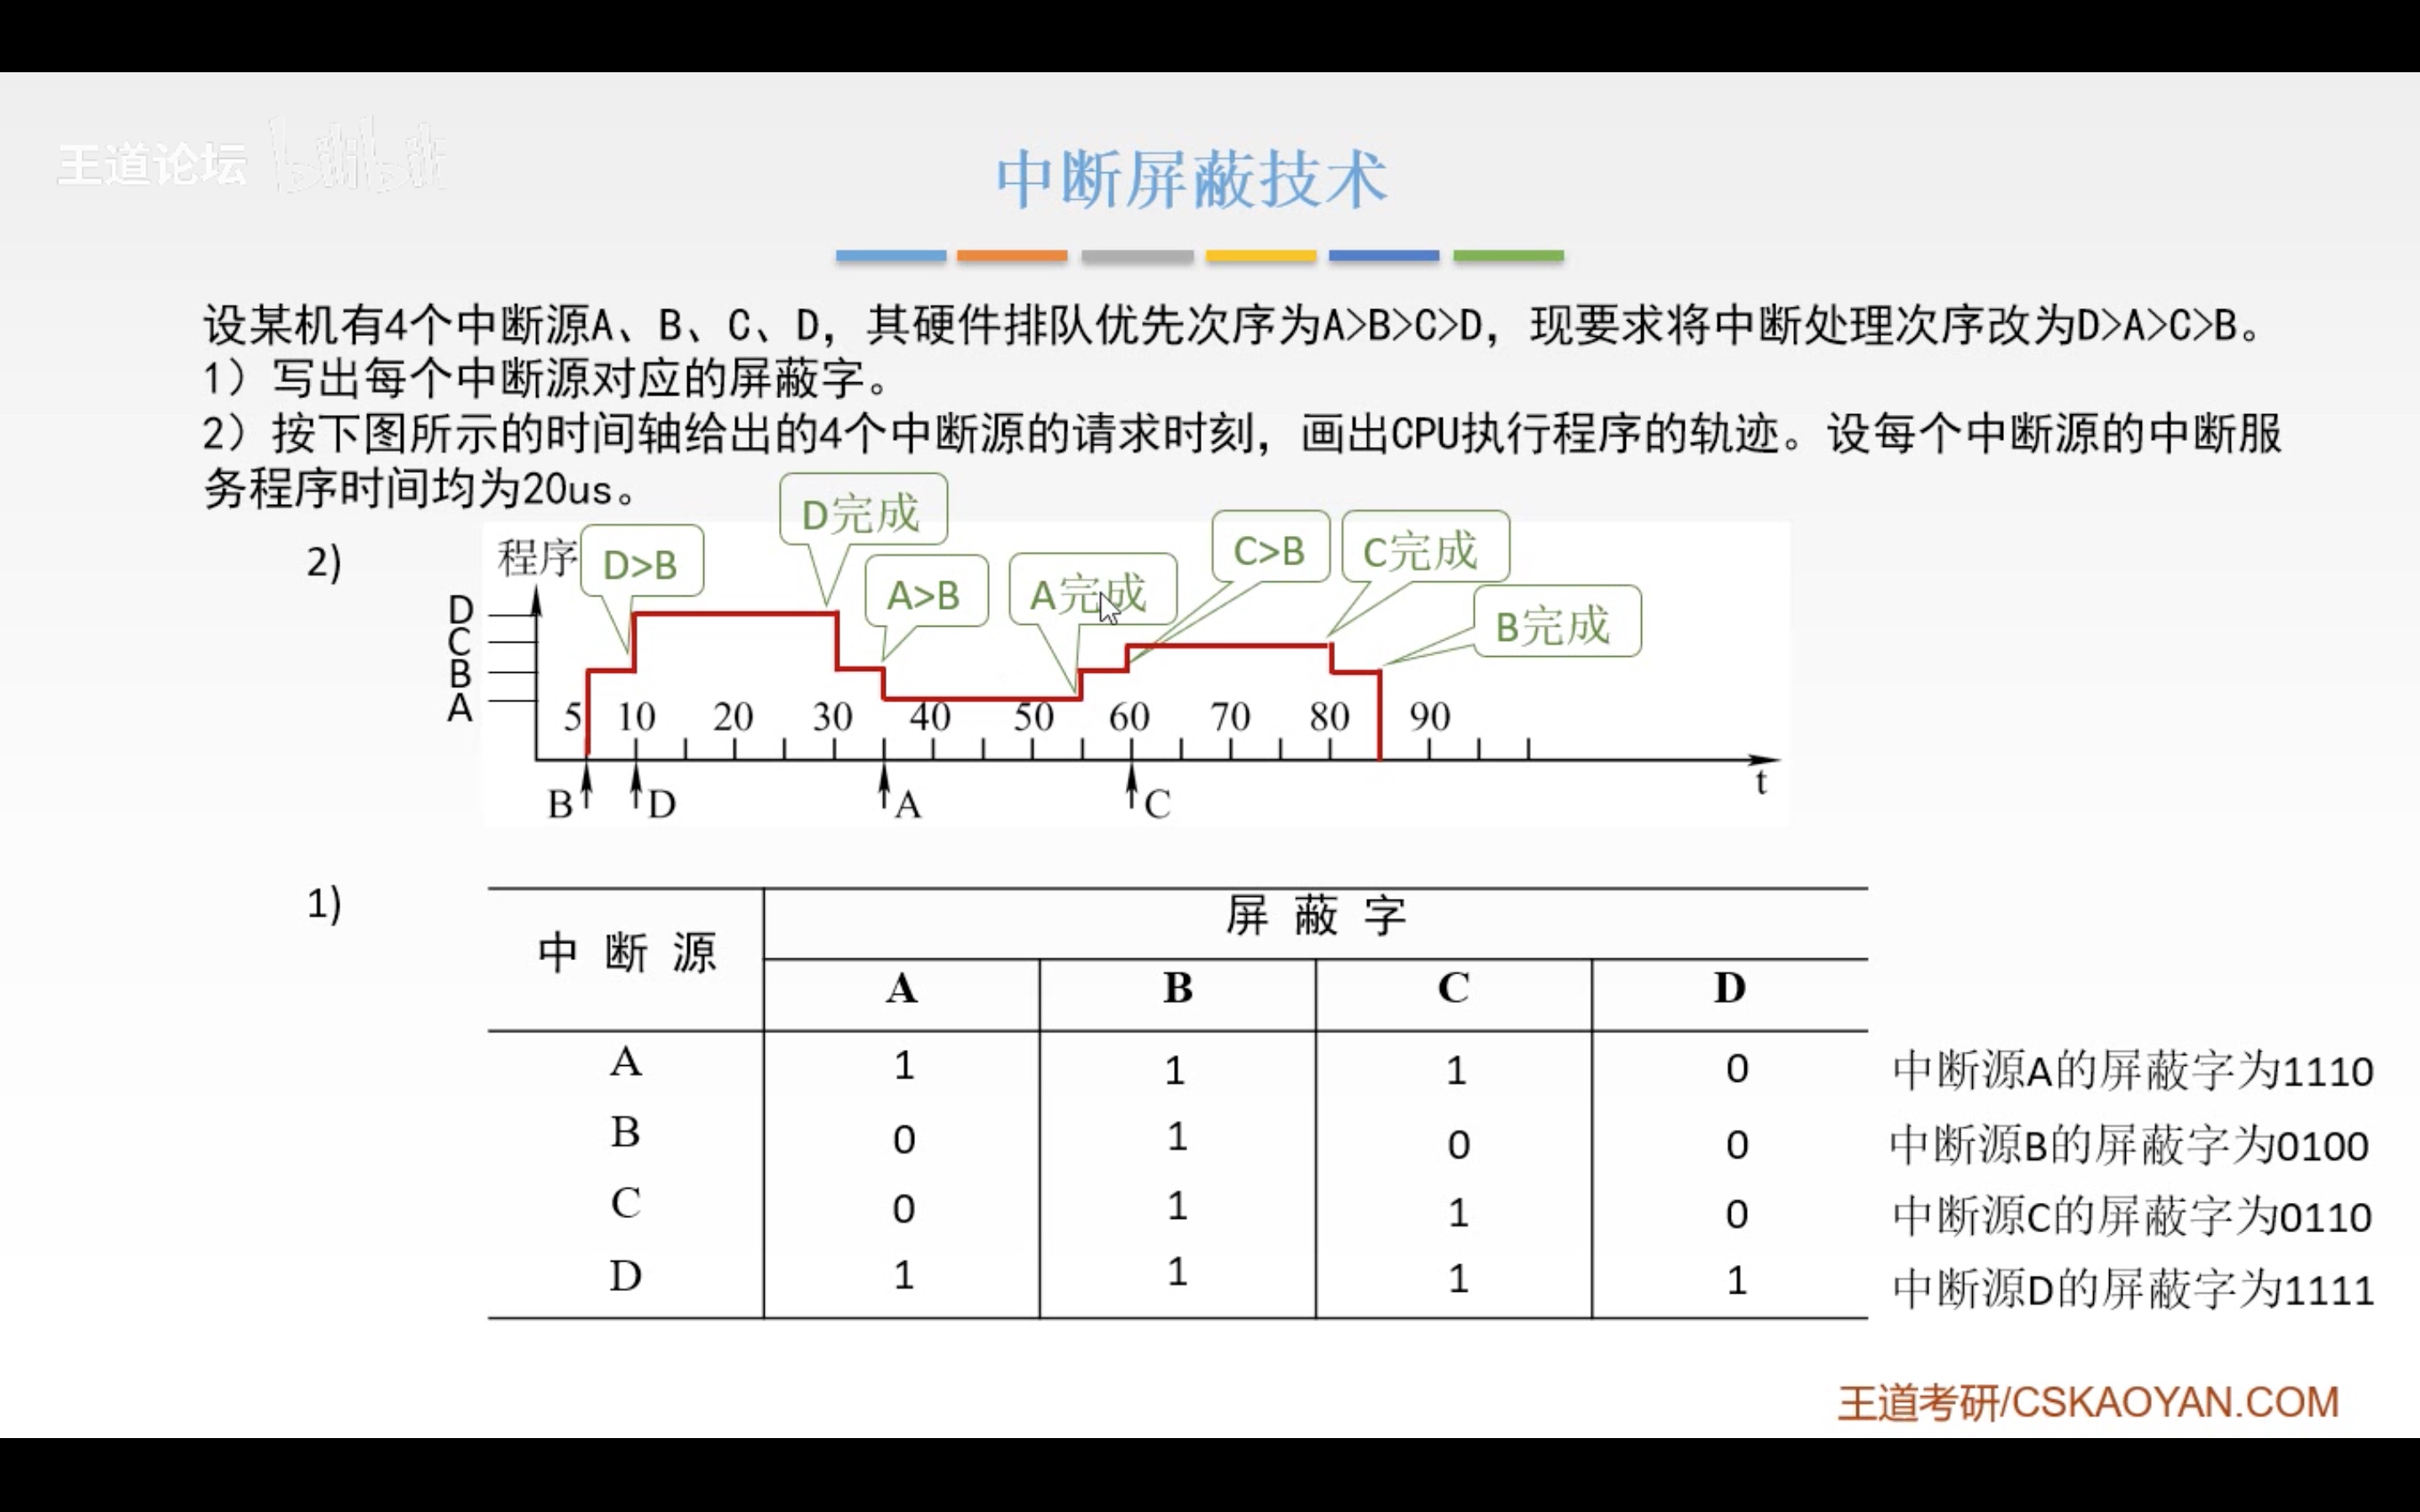 王道论坛 bilibili
中断屏蔽技术
设某机有4个中断源A、B、C、D，其硬件排队优先次序为A>B>C>D，现要求将中断处理次序改为D>A>C>B。
1）写出每个中断源对应的屏蔽字。
2）按下图所示的时间轴给出的4个中断源的请求时刻，画出CPU执行程序的轨迹。设每个中断源的中断服
务程序时间均为20us。
2)
程序
D>B
D完成
A>B
A完成
C>B
C完成
B完成
D
C
B
A
5 10 20 30 40 50 60 70 80 90
t
B D A C
1)
中断源 屏蔽字
A B C D
A 1 1 1 0 中断源A的屏蔽字为1110
B 0 1 0 0 中断源B的屏蔽字为0100
C 0 1 1 0 中断源C的屏蔽字为0110
D 1 1 1 1 中断源D的屏蔽字为1111
王道考研/CSKAOYAN.COM